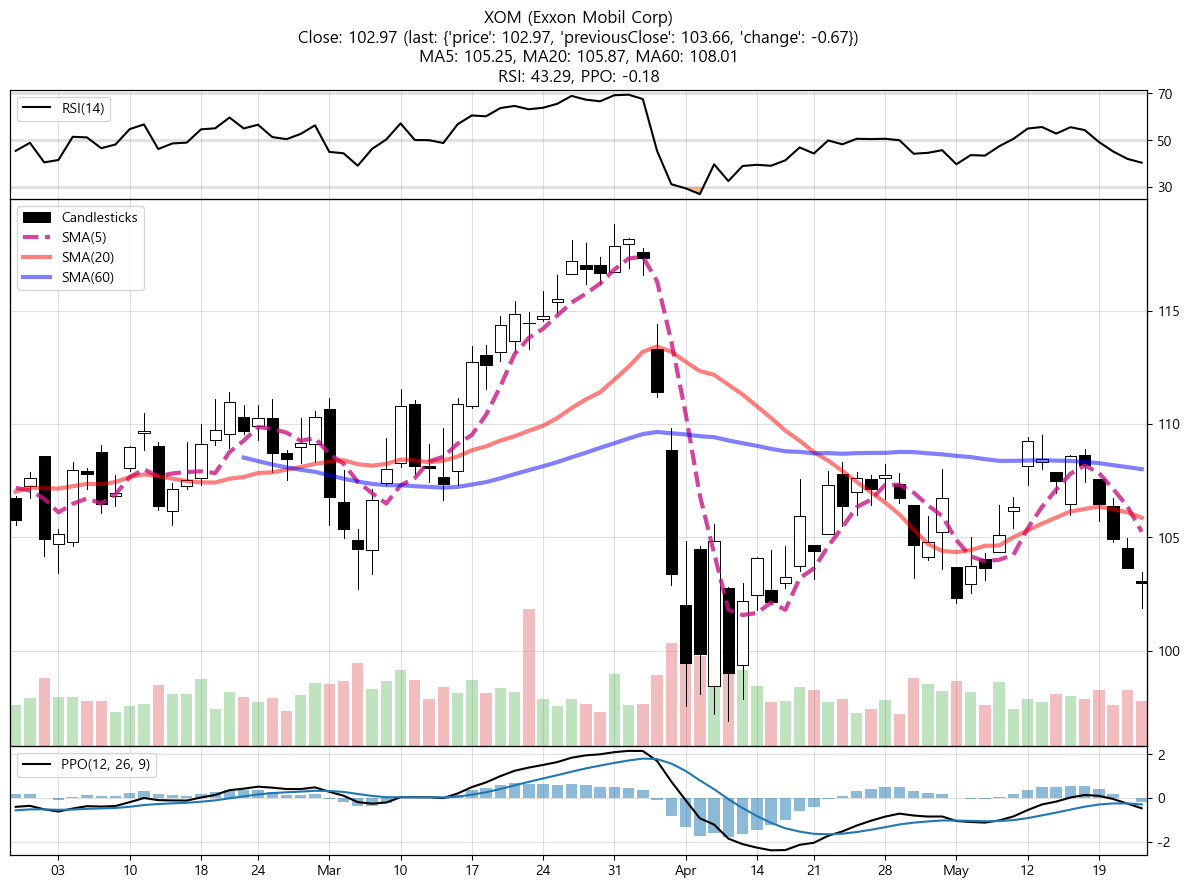 XOM (Exxon Mobil Corp)
Close: 102.97 (last: {'price': 102.97, 'previousClose': 103.66, 'change': -0.67})
MA5: 105.25, MA20: 105.87, MA60: 108.01
RSI: 43.29, PPO: -0.18
RSI(14)
70
50
30
Candlesticks
SMA(5)
SMA(20)
SMA(60)
115
110
105
100
PPO(12, 26, 9)
2
0
-2
03 10 18 24 Mar 10 17 24 31 Apr 14 21 28 May 12 19